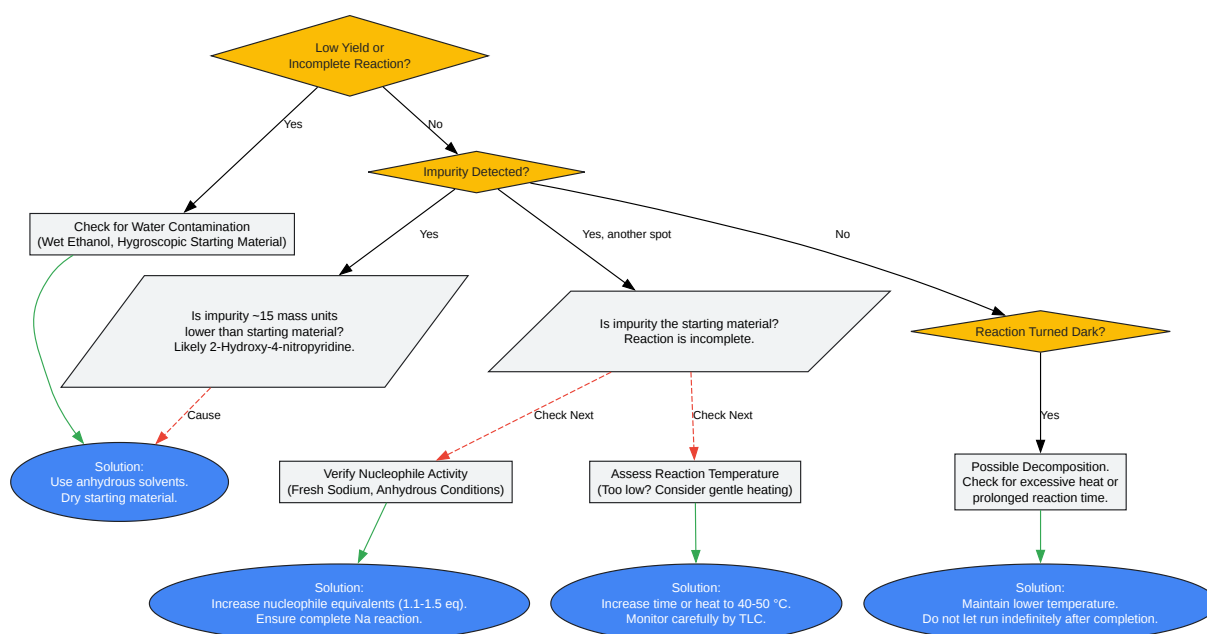 Low Yield or
Incomplete Reaction?
Yes
No
Impurity Detected?
Check for Water Contamination
(Wet Ethanol, Hygroscopic Starting Material)
Yes
Yes, another spot
No
Is impurity ~15 mass units
lower than starting material?
Likely 2-Hydroxy-4-nitropyridine.
Is impurity the starting material?
Reaction is incomplete.
Reaction Turned Dark?
Cause
Check Next
Check Next
Yes
Solution:
Use anhydrous solvents.
Dry starting material.
Verify Nucleophile Activity
(Fresh Sodium, Anhydrous Conditions)
Assess Reaction Temperature
(Too low? Consider gentle heating)
Possible Decomposition.
Check for excessive heat or
prolonged reaction time.
Solution:
Increase nucleophile equivalents (1.1-1.5 eq).
Ensure complete Na reaction.
Solution:
Increase time or heat to 40-50 °C.
Monitor carefully by TLC.
Solution:
Maintain lower temperature.
Do not let run indefinitely after completion.